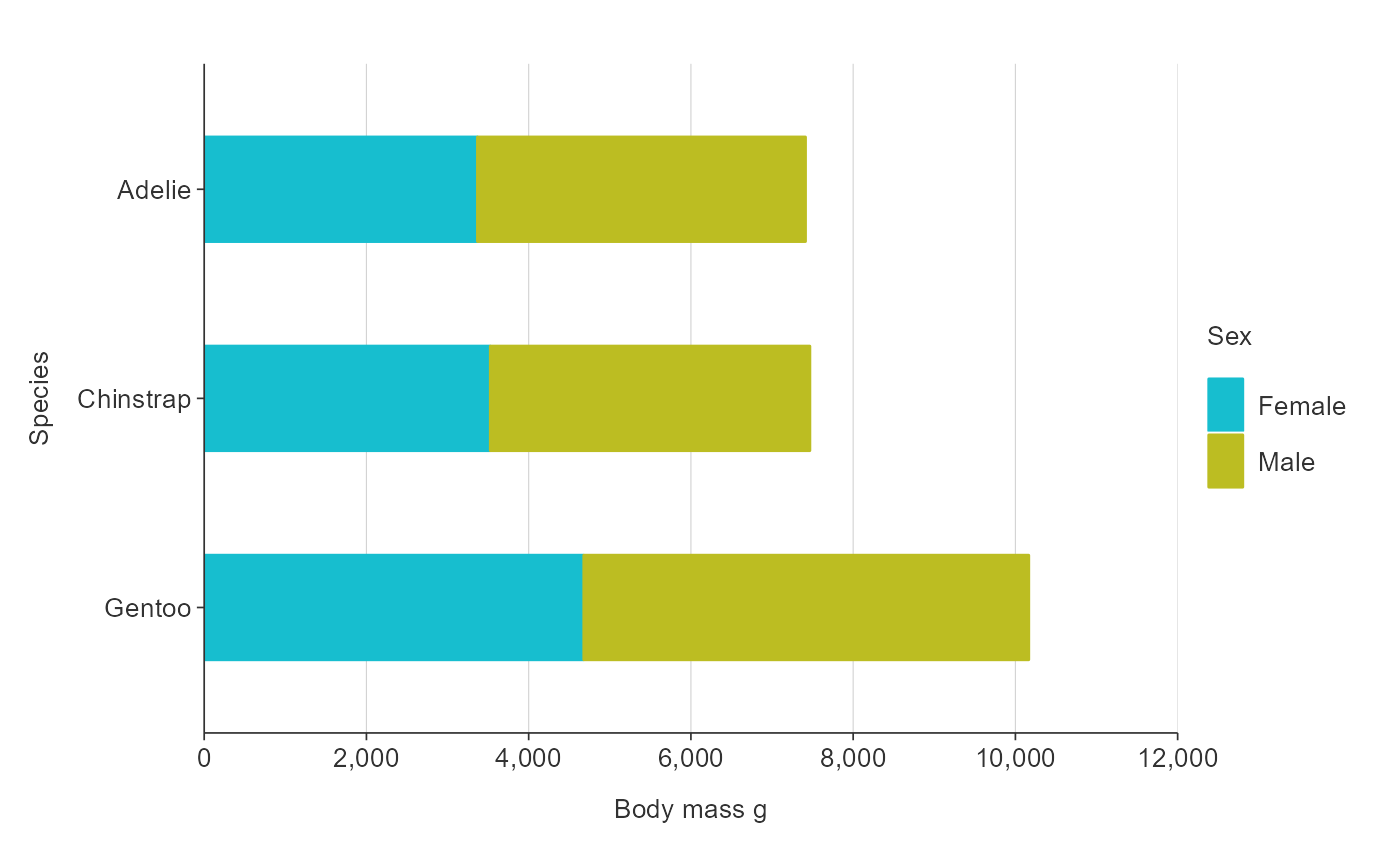 Adelie
Chinstrap
Gentoo
Species
0 2,000 4,000 6,000 8,000 10,000 12,000
Body mass g
Sex
Female
Male